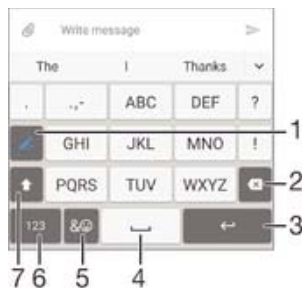 Write message
The I Thanks
. .,- ABC DEF ?
GHI JKL MNO ! 1
PQRS TUV WXYZ 2
123 & 3
7 6 5 4